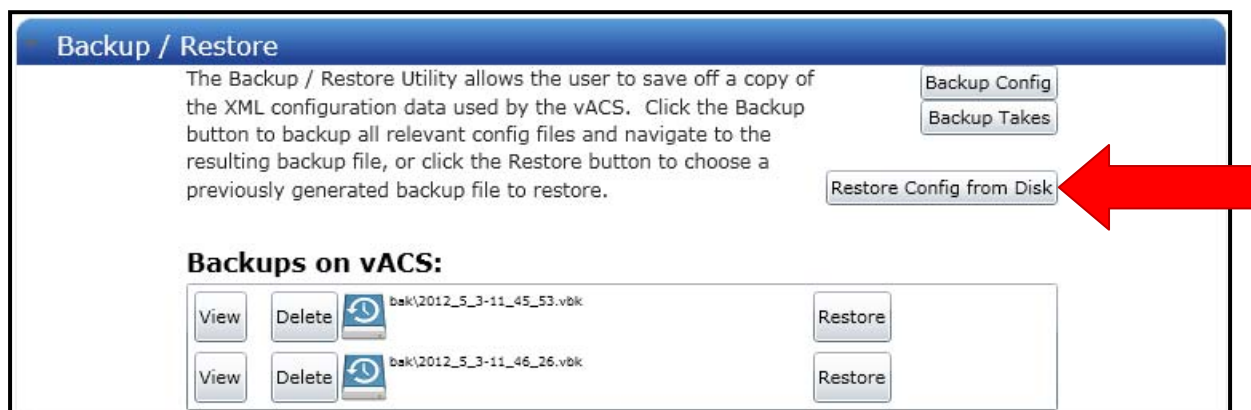 Backup / Restore
The Backup / Restore Utility allows the user to save off a copy of
the XML configuration data used by the vACS.  Click the Backup
button to backup all relevant config files and navigate to the
resulting backup file, or click the Restore button to choose a
previously generated backup file to restore.
Backup Config
Backup Takes
Restore Config from Disk
Backups on vACS:
View Delete bak\2012_5_3-11_45_53.vbk Restore
View Delete bak\2012_5_3-11_46_26.vbk Restore